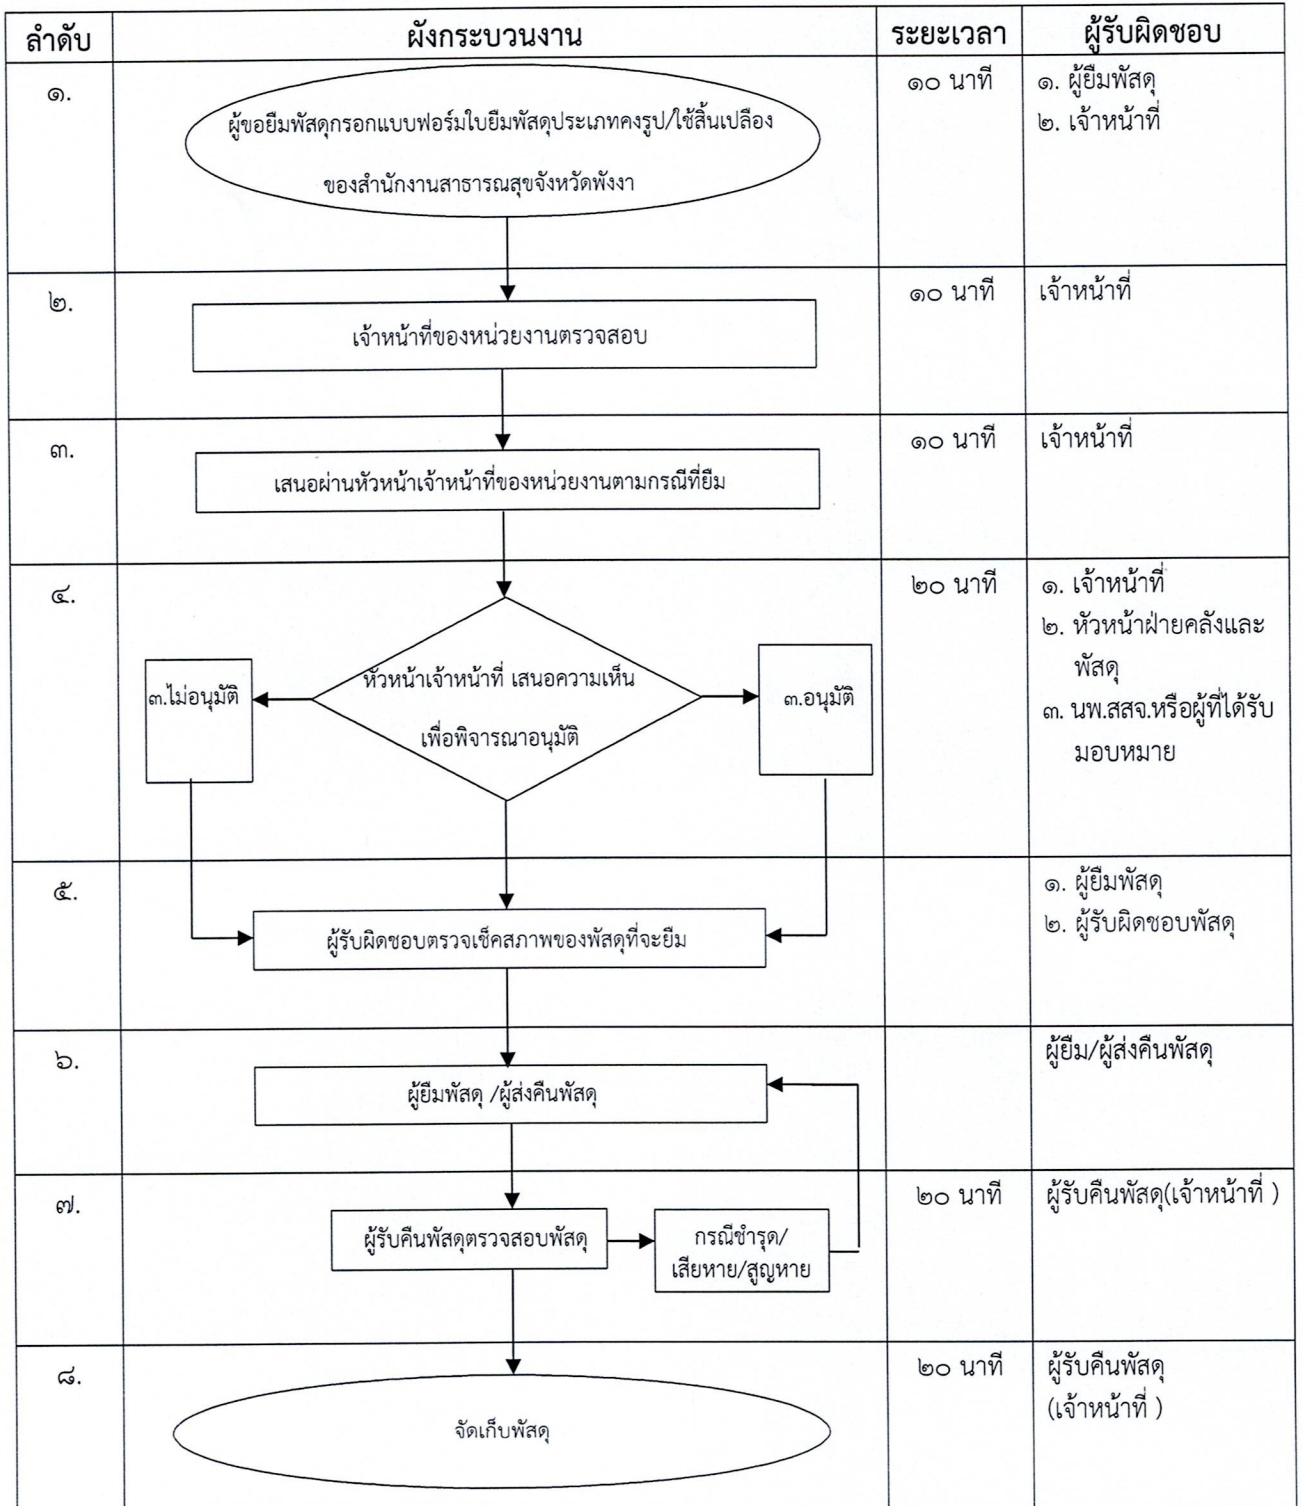 ลำดับ ผังกระบวนงาน ระยะเวลา ผู้รับผิดชอบ
๑.
ผู้ขอยืมพัสดุกรอกแบบฟอร์มใบยืมพัสดุประเภทคงรูป/ใช้สิ้นเปลือง
ของสำนักงานสาธารณสุขจังหวัดพังงา
๑๐ นาที
๑. ผู้ยืมพัสดุ
๒. เจ้าหน้าที่
๒.
เจ้าหน้าที่ของหน่วยงานตรวจสอบ
๑๐ นาที
เจ้าหน้าที่
๓.
เสนอผ่านหัวหน้าเจ้าหน้าที่ของหน่วยงานตามกรณีที่ยืม
๑๐ นาที
เจ้าหน้าที่
๔.
๓.ไม่อนุมัติ
หัวหน้าเจ้าหน้าที่ เสนอความเห็น
เพื่อพิจารณาอนุมัติ
๓.อนุมัติ
๒๐ นาที
๑. เจ้าหน้าที่
๒. หัวหน้าฝ่ายคลังและ
พัสดุ
๓. นพ.สสจ.หรือผู้ที่ได้รับ
มอบหมาย
๕.
ผู้รับผิดชอบตรวจเช็คสภาพของพัสดุที่จะยืม
๑. ผู้ยืมพัสดุ
๒. ผู้รับผิดชอบพัสดุ
๖.
ผู้ยืมพัสดุ /ผู้ส่งคืนพัสดุ
ผู้ยืม/ผู้ส่งคืนพัสดุ
๗.
ผู้รับคืนพัสดุตรวจสอบพัสดุ
กรณีชำรุด/
เสียหาย/สูญหาย
๒๐ นาที
ผู้รับคืนพัสดุ(เจ้าหน้าที่ )
๘.
จัดเก็บพัสดุ
๒๐ นาที
ผู้รับคืนพัสดุ
(เจ้าหน้าที่ )